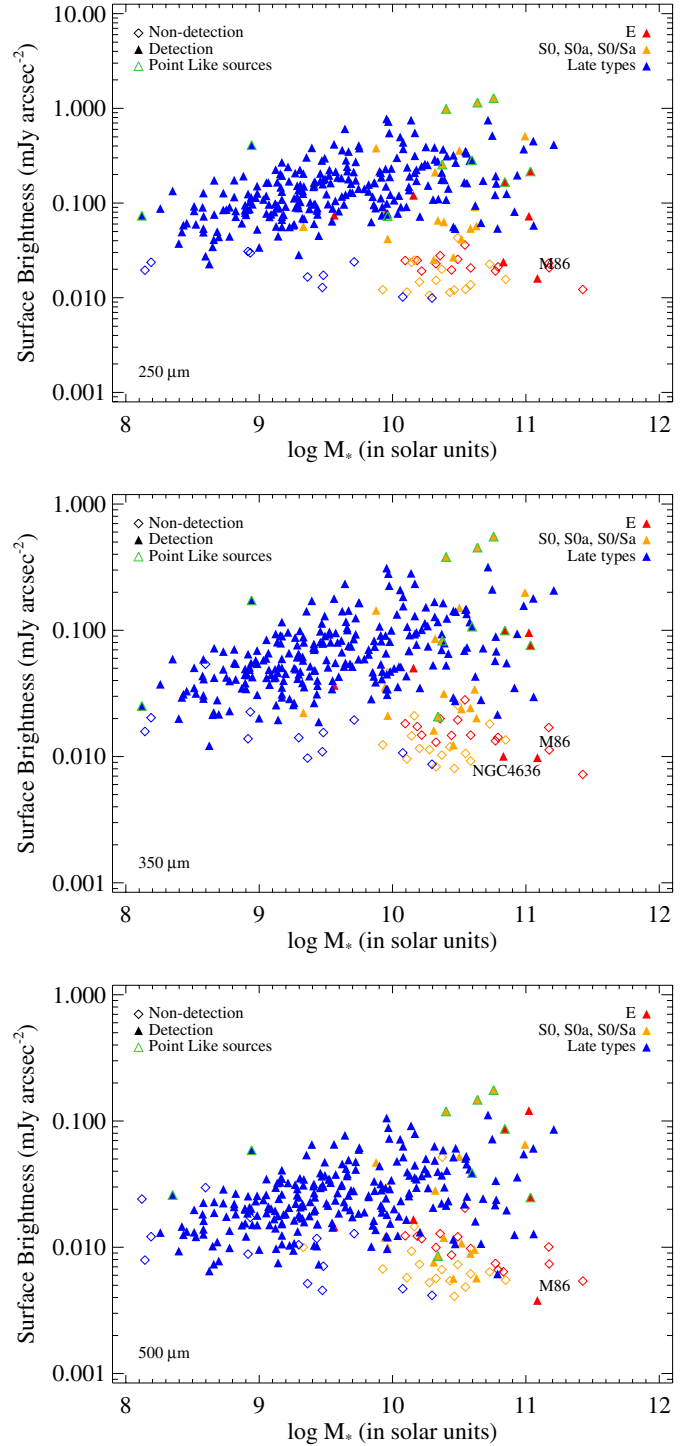 10.00
1.000
0.100
0.010
0.001
Surface Brightness (mJy arcsec-2)
Non-detection
Detection
Point Like sources
E
S0, S0a, S0/Sa
Late types
M86
250 μm
8 9 10 11 12
log M* (in solar units)
1.000
0.100
0.010
0.001
Surface Brightness (mJy arcsec-2)
Non-detection
Detection
Point Like sources
E
S0, S0a, S0/Sa
Late types
M86
NGC4636
350 μm
8 9 10 11 12
log M* (in solar units)
1.000
0.100
0.010
0.001
Surface Brightness (mJy arcsec-2)
Non-detection
Detection
Point Like sources
E
S0, S0a, S0/Sa
Late types
M86
500 μm
8 9 10 11 12
log M* (in solar units)